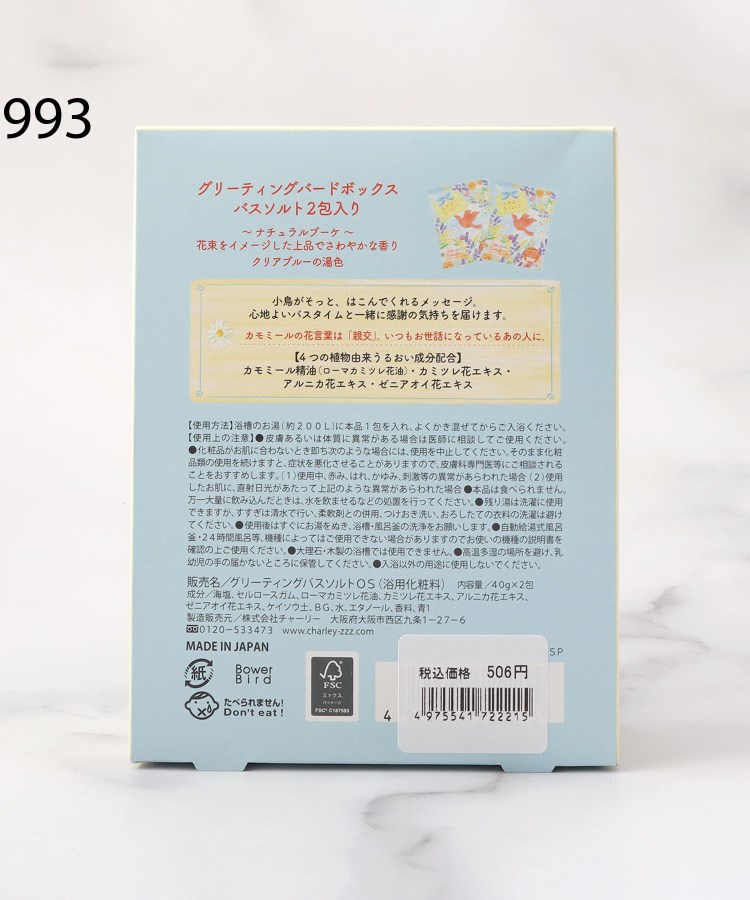 993
グリーティングバードボックス
バスソルト2包入り
～ナチュラルブーケ～
花束をイメージした上品でさわやかな香り
クリアブルーの湯色
小鳥がそっと、はこんでくれるメッセージ。
心地よいバスタイムと一緒に感謝の気持ちを届けます。
カモミールの花言葉は「親交」。いつもお世話になっているあの人に。
【4つの植物由来うるおい成分配合】
カモミール精油(ローマカミツレ花油)・カミツレ花エキス・
アルニカ花エキス・ゼニアオイ花エキス
【使用方法】浴槽のお湯(約200L)に本品1包を入れ、よくかき混ぜてからご入浴ください。
【使用上の注意】●皮膚あるいは体質に異常がある場合は医師に相談してご使用ください。
●化粧品がお肌に合わないとき即ち次のような場合には、使用を中止してください。そのまま化粧
品類の使用を続けますと、症状を悪化させることがありますので、皮膚科専門医等にご相談される
ことをおすすめします。(1)使用中、赤み、はれ、かゆみ、刺激等の異常があらわれた場合(2)使用
したお肌に、直射日光があたって上記のような異常があらわれた場合●本品は食べられません。
万一大量に飲み込んだときは、水を飲ませるなどの処置を行ってください。●残り湯は洗濯に使用
できますが、すすぎは清水で行い、柔軟剤との併用、つけおき洗い、おろしたての衣料の洗濯は避け
てください。●使用後はすぐにお湯をぬき、浴槽・風呂釜の洗浄をお願いします。●自動給湯式風呂
釜・24時間風呂等、機種によってはご使用できない場合がありますのでお使いの機種の説明書を
確認の上ご使用ください。●大理石・木製の浴槽では使用できません。●高温多湿の場所を避け、乳
幼児の手の届かないところに保管してください。●入浴以外の用途に使用しないでください。
販売名／グリーティングバスソルトOS(浴用化粧料) 内容量／40g×2包
成分／海塩、セルロースガム、ローマカミツレ花油、カミツレ花エキス、アルニカ花エキス、
ゼニアオイ花エキス、ケイソウ土、BG、水、エタノール、香料、青1
製造販売元／株式会社チャーリー 大阪府大阪市西区九条1-27-6
0120-533473 www.charley-zzz.com
MADE IN JAPAN
SP
紙
Bower
Bird
たべられません!
Don't eat!
FSC
ミックス
パッケージ
FSC® C167593
税込価格 506円
4
4 975541 722215